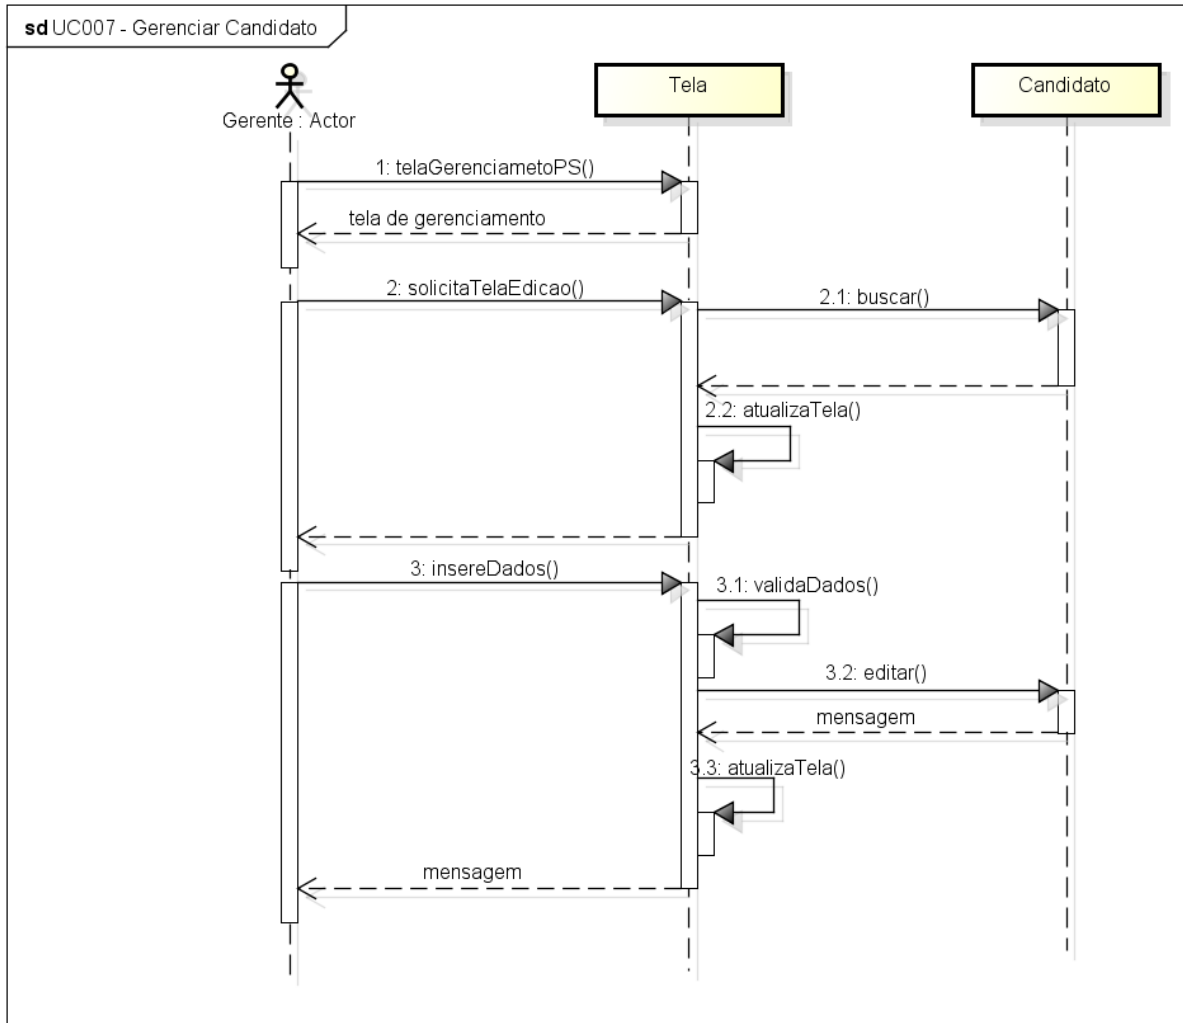 sd UC007 - Gerenciar Candidato
Gerente : Actor
Tela
Candidato
1: telaGerenciametoPS()
tela de gerenciamento
2: solicitaTelaEdicao()
2.1: buscar()
2.2: atualizaTela()
3: insereDados()
3.1: validaDados()
3.2: editar()
mensagem
3.3: atualizaTela()
mensagem